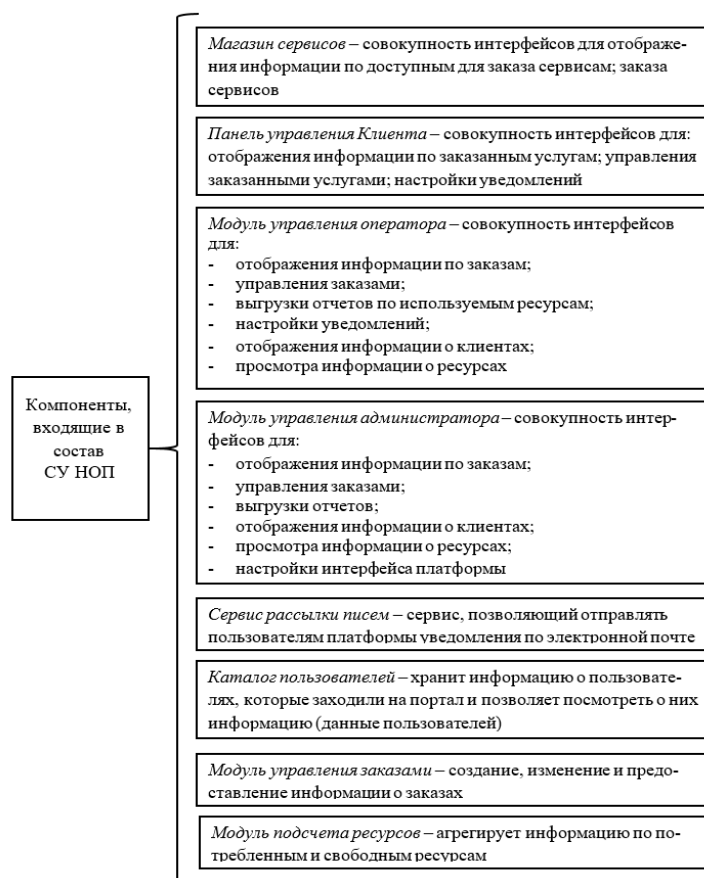 Магазин сервисов – совокупность интерфейсов для отображе-
ния информации по доступным для заказа сервисам; заказа
сервисов
Панель управления Клиента – совокупность интерфейсов для:
отображения информации по заказанным услугам; управления
заказанными услугами; настройки уведомлений
Модуль управления оператора – совокупность интерфейсов
для:
- отображения информации по заказам;
- управления заказами;
- выгрузки отчетов по используемым ресурсам;
- настройки уведомлений;
- отображения информации о клиентах;
- просмотра информации о ресурсах
Компоненты,
входящие в
состав
СУ НОП
Модуль управления администратора – совокупность интер-
фейсов для:
- отображения информации по заказам;
- управления заказами;
- выгрузки отчетов;
- отображения информации о клиентах;
- просмотра информации о ресурсах;
- настройки интерфейса платформы
Сервис рассылки писем – сервис, позволяющий отправлять
пользователям платформы уведомления по электронной почте
Каталог пользователей – хранит информацию о пользовате-
лях, которые заходили на портал и позволяет посмотреть о них
информацию (данные пользователей)
Модуль управления заказами – создание, изменение и предо-
ставление информации о заказах
Модуль подсчета ресурсов – агрегирует информацию по по-
требленным и свободным ресурсам